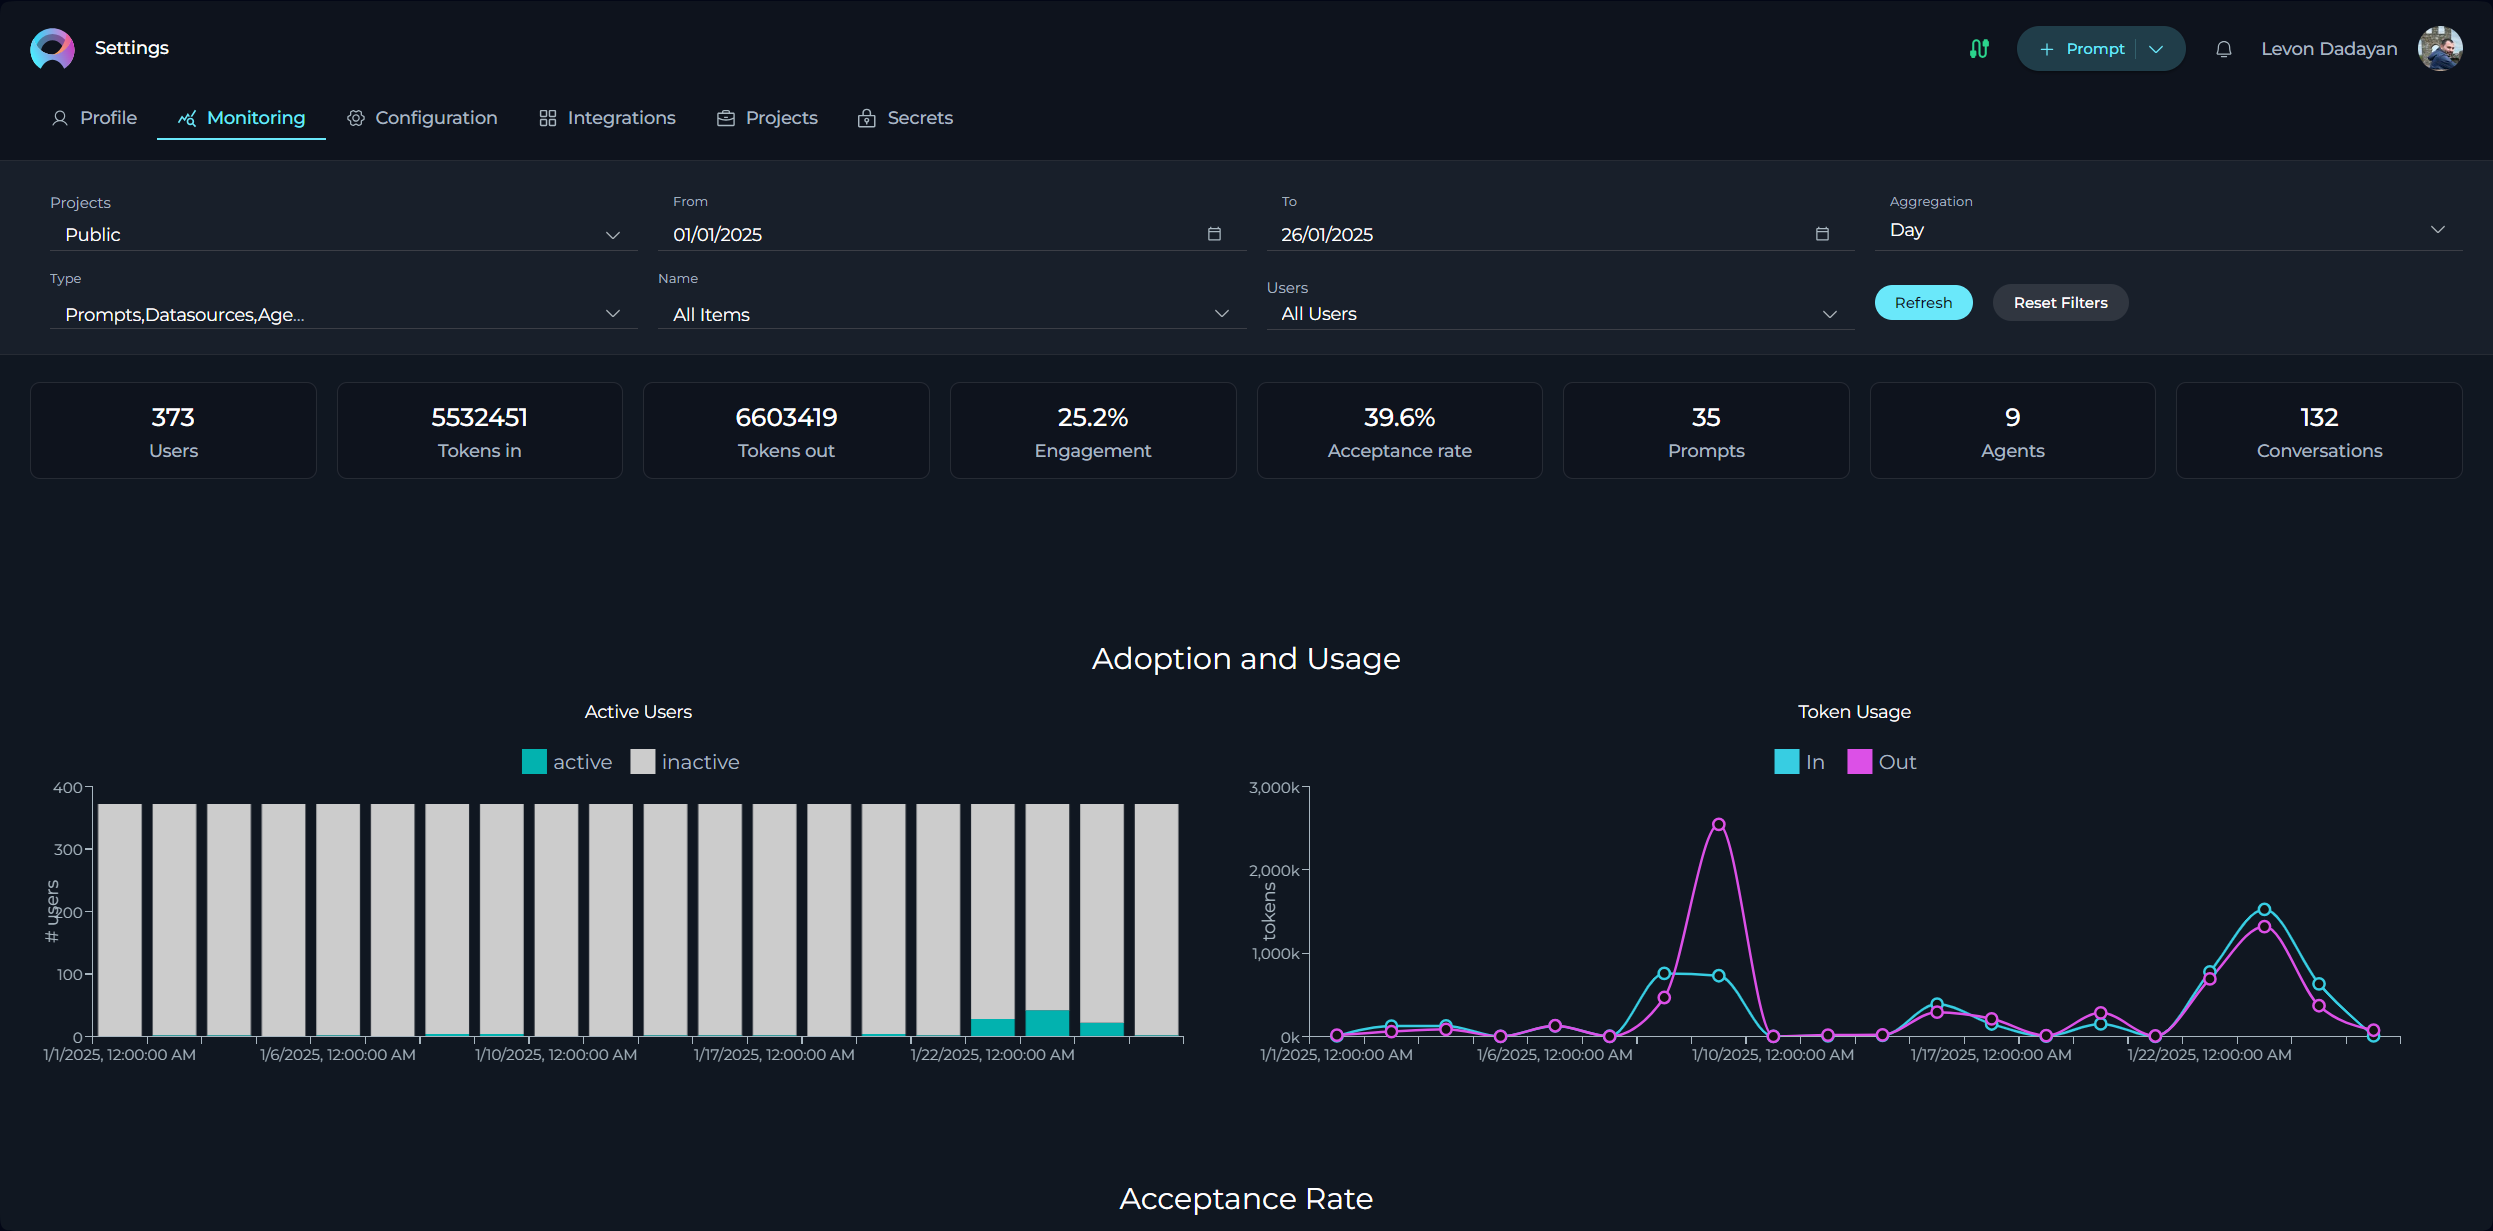 Settings
Prompt
Levon Dadayan
Profile
Monitoring
Configuration
Integrations
Projects
Secrets
Projects
Public
From
01/01/2025
To
26/01/2025
Aggregation
Day
Type
Prompts,Datasources,Age...
Name
All Items
Users
All Users
Refresh
Reset Filters
373
Users
5532451
Tokens in
6603419
Tokens out
25.2%
Engagement
39.6%
Acceptance rate
35
Prompts
9
Agents
132
Conversations
Adoption and Usage
Active Users
active
inactive
400
300
200
100
0
# users
1/1/2025, 12:00:00 AM
1/6/2025, 12:00:00 AM
1/10/2025, 12:00:00 AM
1/17/2025, 12:00:00 AM
1/22/2025, 12:00:00 AM
Token Usage
In
Out
3,000k
2,000k
1,000k
0k
tokens
1/1/2025, 12:00:00 AM
1/6/2025, 12:00:00 AM
1/10/2025, 12:00:00 AM
1/17/2025, 12:00:00 AM
1/22/2025, 12:00:00 AM
Acceptance Rate